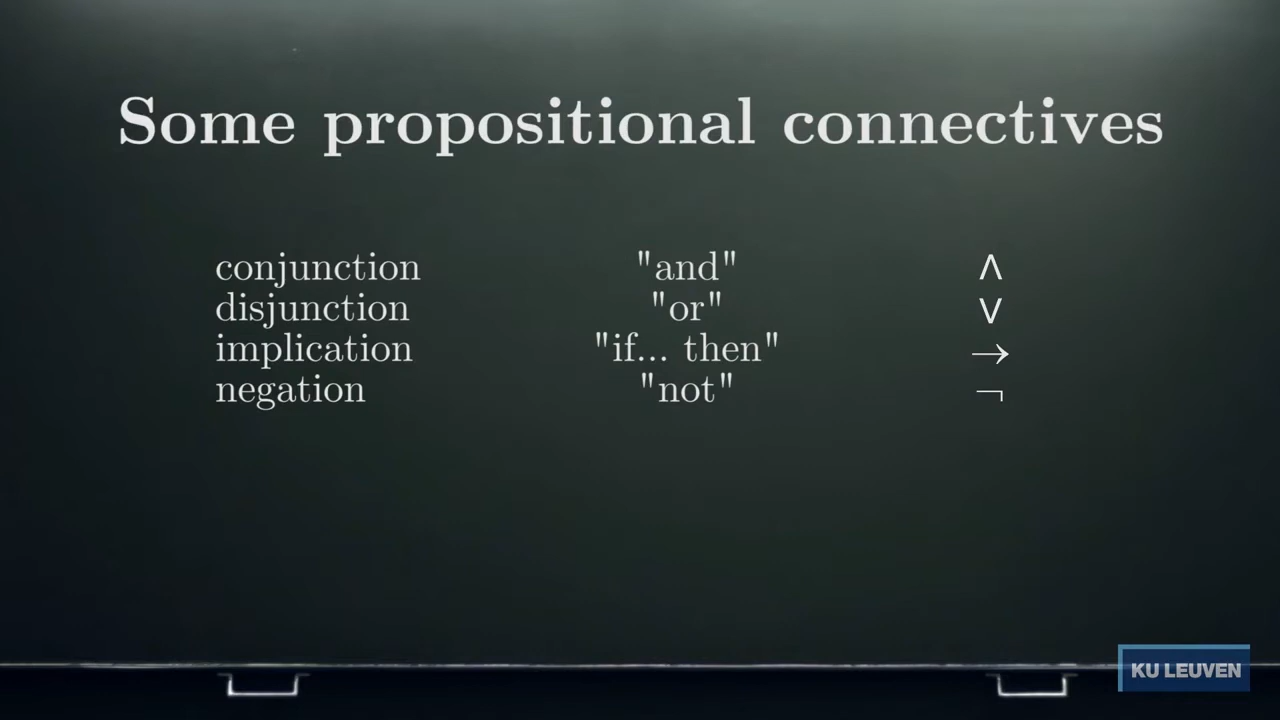 Some propositional connectives
conjunction "and" ∧
disjunction "or" ∨
implication "if... then" →
negation "not" ¬
KU LEUVEN